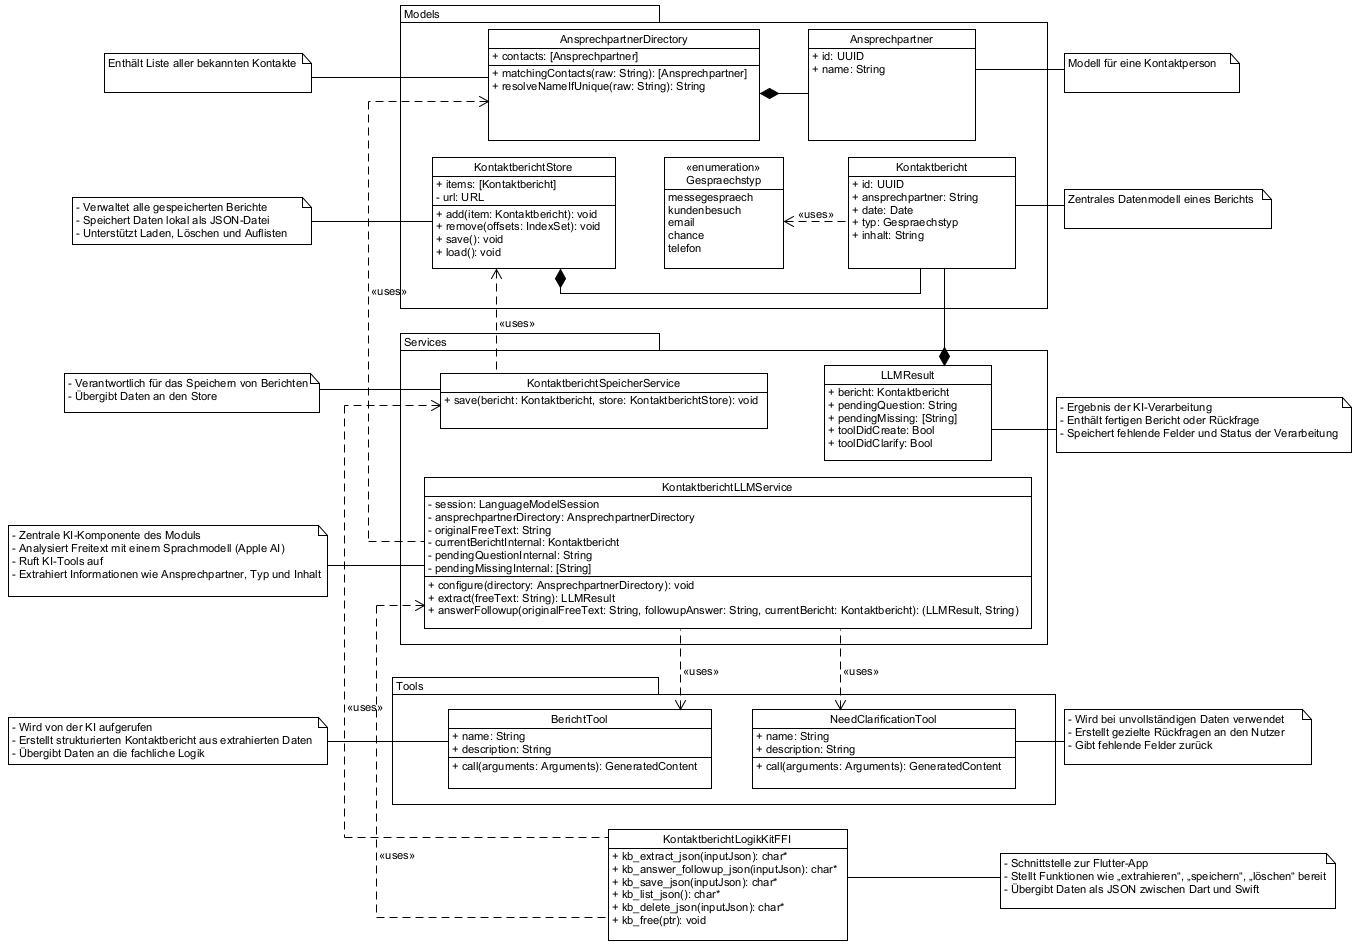 Models
AnsprechpartnerDirectory
+ contacts: [Ansprechpartner]
+ matchingContacts(raw: String): [Ansprechpartner]
+ resolveNameIfUnique(raw: String): String
Ansprechpartner
+ id: UUID
+ name: String
Enthält Liste aller bekannten Kontakte
Modell für eine Kontaktperson
KontaktberichtStore
+ items: [Kontaktbericht]
- url: URL
+ add(item: Kontaktbericht): void
+ remove(offsets: IndexSet): void
+ save(): void
+ load(): void
«enumeration»
Gespraechstyp
messegespraech
kundenbesuch
email
chance
telefon
«uses»
Kontaktbericht
+ id: UUID
+ ansprechpartner: String
+ date: Date
+ typ: Gespraechstyp
+ inhalt: String
- Verwaltet alle gespeicherten Berichte
- Speichert Daten lokal als JSON-Datei
- Unterstützt Laden, Löschen und Auflisten
Zentrales Datenmodell eines Berichts
«uses»
«uses»
Services
KontaktberichtSpeicherService
+ save(bericht: Kontaktbericht, store: KontaktberichtStore): void
LLMResult
+ bericht: Kontaktbericht
+ pendingQuestion: String
+ pendingMissing: [String]
+ toolDidCreate: Bool
+ toolDidClarify: Bool
- Verantwortlich für das Speichern von Berichten
- Übergibt Daten an den Store
- Ergebnis der KI-Verarbeitung
- Enthält fertigen Bericht oder Rückfrage
- Speichert fehlende Felder und Status der Verarbeitung
KontaktberichtLLMService
- session: LanguageModelSession
- ansprechpartnerDirectory: AnsprechpartnerDirectory
- originalFreeText: String
- currentBerichtInternal: Kontaktbericht
- pendingQuestionInternal: String
- pendingMissingInternal: [String]
+ configure(directory: AnsprechpartnerDirectory): void
+ extract(freeText: String): LLMResult
+ answerFollowup(originalFreeText: String, followupAnswer: String, currentBericht: Kontaktbericht): (LLMResult, String)
- Zentrale KI-Komponente des Moduls
- Analysiert Freitext mit einem Sprachmodell (Apple AI)
- Ruft KI-Tools auf
- Extrahiert Informationen wie Ansprechpartner, Typ und Inhalt
«uses»
«uses»
Tools
«uses»
BerichtTool
+ name: String
+ description: String
+ call(arguments: Arguments): GeneratedContent
NeedClarificationTool
+ name: String
+ description: String
+ call(arguments: Arguments): GeneratedContent
- Wird von der KI aufgerufen
- Erstellt strukturierten Kontaktbericht aus extrahierten Daten
- Übergibt Daten an die fachliche Logik
- Wird bei unvollständigen Daten verwendet
- Erstellt gezielte Rückfragen an den Nutzer
- Gibt fehlende Felder zurück
«uses»
KontaktberichtLogikKitFFI
+ kb_extract_json(inputJson): char*
+ kb_answer_followup_json(inputJson): char*
+ kb_save_json(inputJson): char*
+ kb_list_json(): char*
+ kb_delete_json(inputJson): char*
+ kb_free(ptr): void
- Schnittstelle zur Flutter-App
- Stellt Funktionen wie „extrahieren“, „speichern“, „löschen“ bereit
- Übergibt Daten als JSON zwischen Dart und Swift